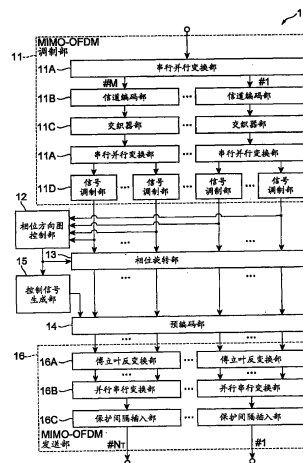 1
MIMO-OFDM
调制部
11
11A
串行并行变换部
#M
#1
11B
信道编码部
...
信道编码部
11C
交织器部
...
交织器部
11A
串行并行变换部
...
串行并行变换部
11D
信号调制部
...
信号调制部
...
信号调制部
...
信号调制部
12
相位方向图控制部
...
...
13
相位旋转部
15
控制信号生成部
...
...
14
预编码部
...
...
16
16A
傅立叶反变换部
...
傅立叶反变换部
16B
并行串行变换部
...
并行串行变换部
16C
保护间隔插入部
...
保护间隔插入部
MIMO-OFDM
发送部
#NT
...
#1